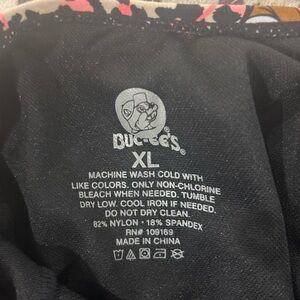 BUC-EE'S®
XL
MACHINE WASH COLD WITH
LIKE COLORS. ONLY NON-CHLORINE
BLEACH WHEN NEEDED. TUMBLE
DRY LOW. COOL IRON IF NEEDED.
DO NOT DRY CLEAN.
82% NYLON • 18% SPANDEX
RN# 109169
MADE IN CHINA